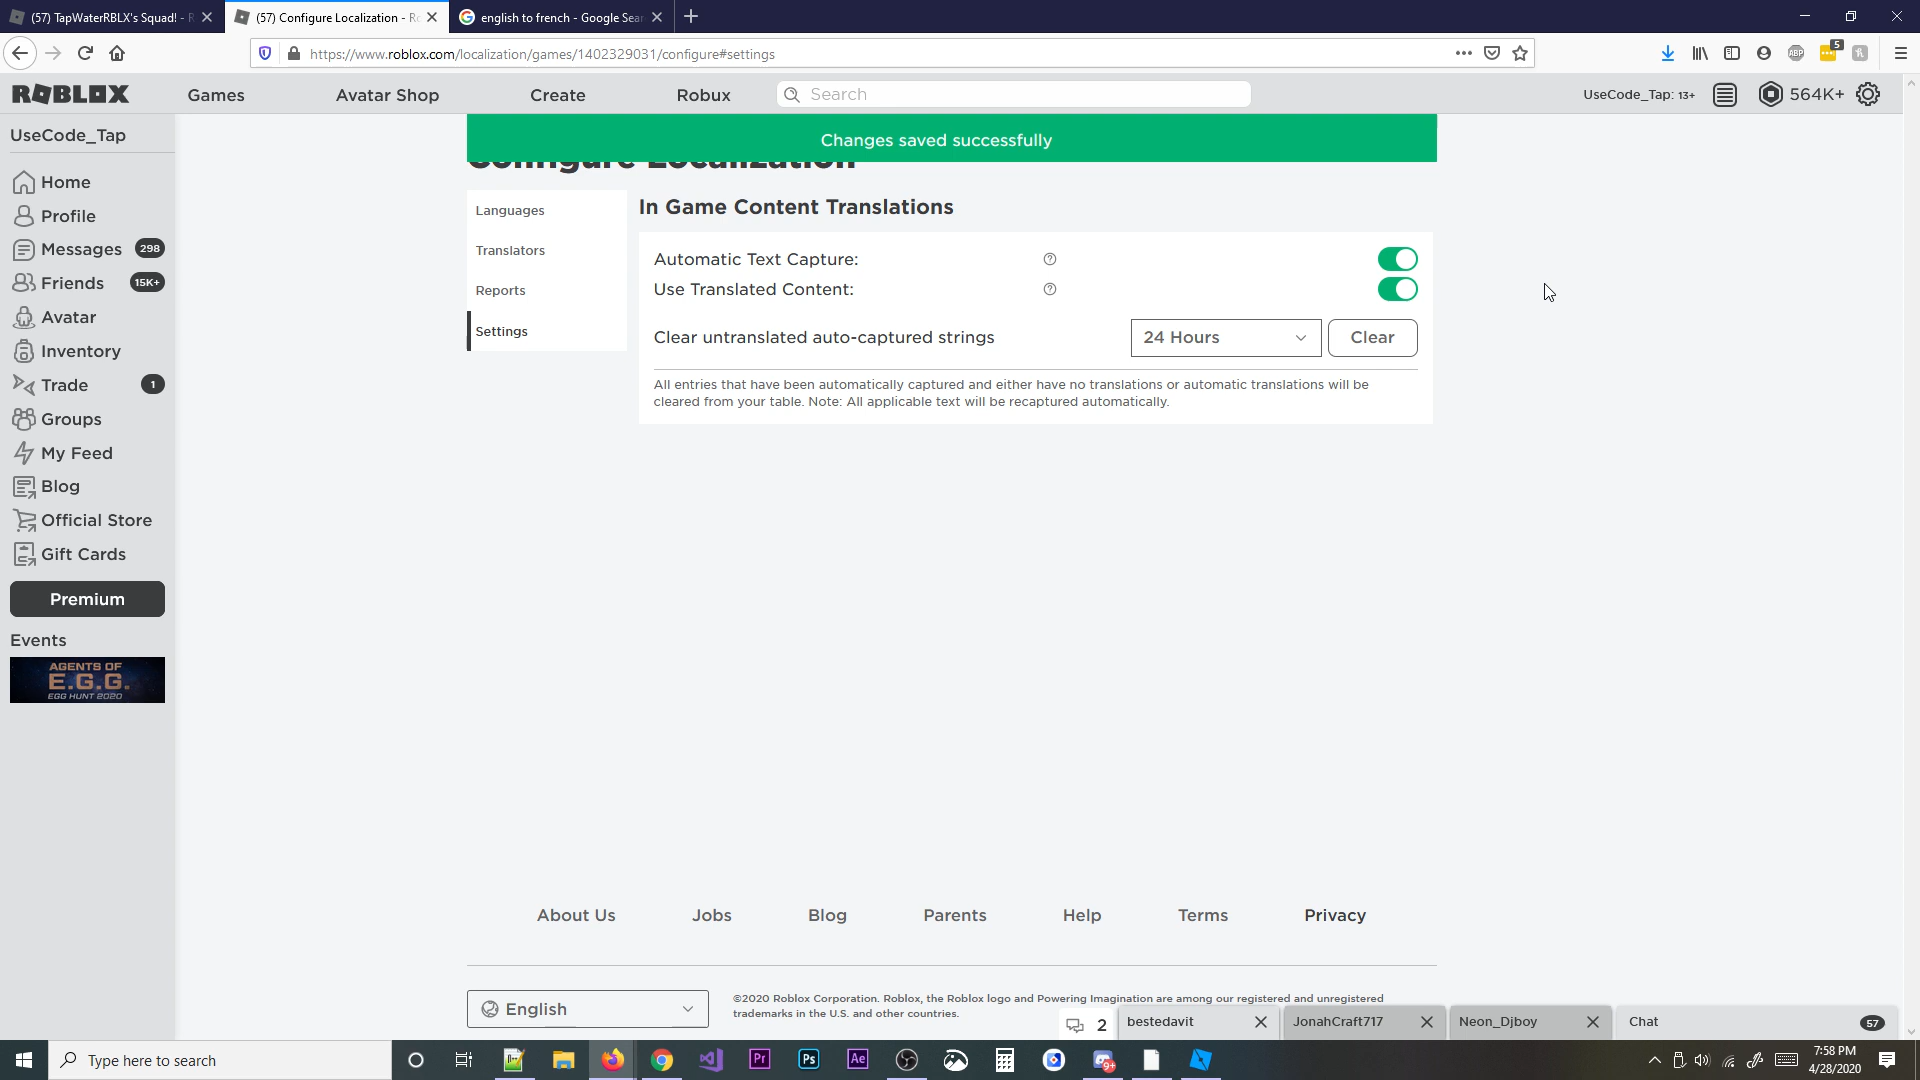 (57) TapWaterRBLX's Squad! - R
(57) Configure Localization - Ro
english to french - Google Sear
https://www.roblox.com/localization/games/1402329031/configure#settings
ABP
5
ROBLOX
Games
Avatar Shop
Create
Robux
Search
UseCode_Tap: 13+
564K+
UseCode_Tap
Home
Profile
Messages 298
Friends 15K+
Avatar
Inventory
Trade 1
Groups
My Feed
Blog
Official Store
Gift Cards
Premium
Events
AGENTS OF
E.G.G.
EGG HUNT 2020
Changes saved successfully
Configure Localization
Languages
Translators
Reports
Settings
In Game Content Translations
Automatic Text Capture:
Use Translated Content:
Clear untranslated auto-captured strings
24 Hours
Clear
All entries that have been automatically captured and either have no translations or automatic translations will be
cleared from your table. Note: All applicable text will be recaptured automatically.
About Us
Jobs
Blog
Parents
Help
Terms
Privacy
English
©2020 Roblox Corporation. Roblox, the Roblox logo and Powering Imagination are among our registered and unregistered
trademarks in the U.S. and other countries.
2
bestedavit
JonahCraft717
Neon_Djboy
Chat
57
Type here to search
Pr
Ps
Ae
9+
7:58 PM
4/28/2020